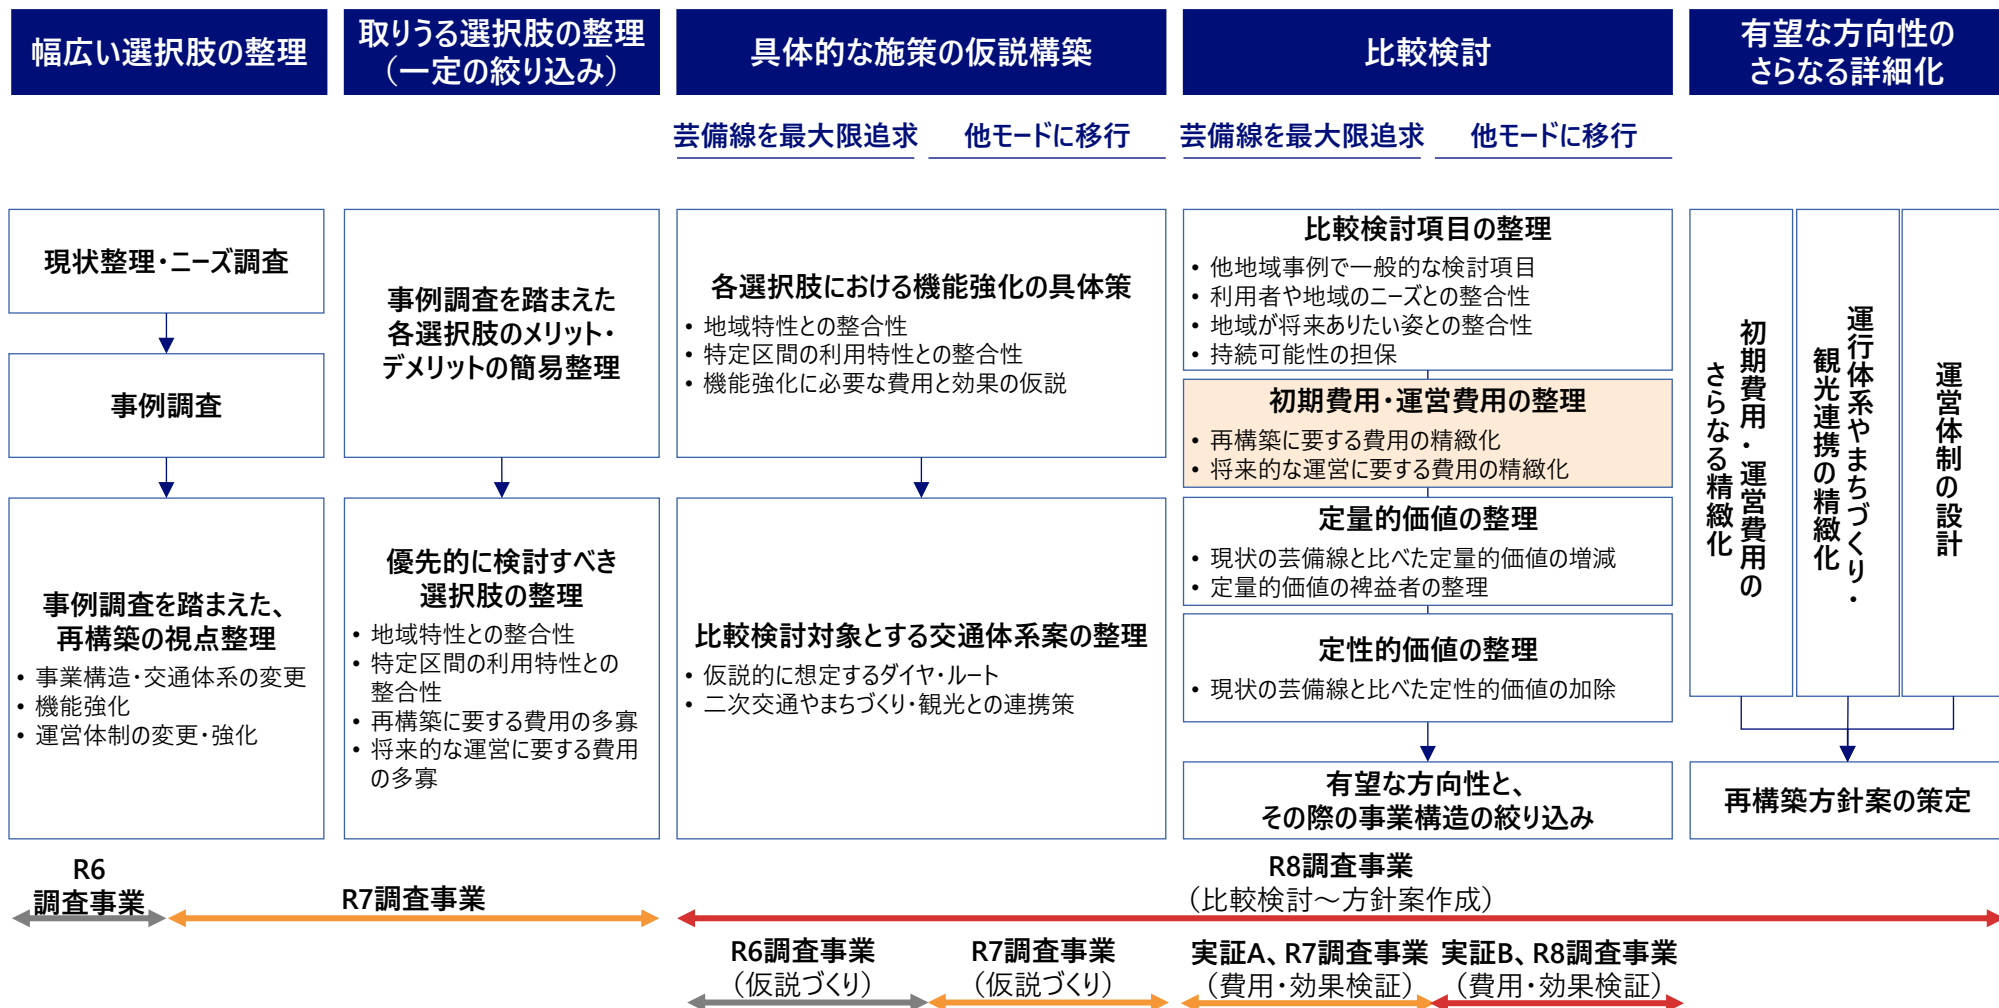 幅広い選択肢の整理
取りうる選択肢の整理
（一定の絞り込み）
具体的な施策の仮説構築
比較検討
有望な方向性の
さらなる詳細化
芸備線を最大限追求
他モードに移行
芸備線を最大限追求
他モードに移行
現状整理・ニーズ調査
事例調査
事例調査を踏まえた、
再構築の視点整理
• 事業構造・交通体系の変更
• 機能強化
• 運営体制の変更・強化
事例調査を踏まえた
各選択肢のメリット・
デメリットの簡易整理
優先的に検討すべき
選択肢の整理
• 地域特性との整合性
• 特定区間の利用特性との
整合性
• 再構築に要する費用の多寡
• 将来的な運営に要する費用
の多寡
各選択肢における機能強化の具体策
• 地域特性との整合性
• 特定区間の利用特性との整合性
• 機能強化に必要な費用と効果の仮説
比較検討対象とする交通体系案の整理
• 仮説的に想定するダイヤ・ルート
• 二次交通やまちづくり・観光との連携策
比較検討項目の整理
• 他地域事例で一般的な検討項目
• 利用者や地域のニーズとの整合性
• 地域が将来ありたい姿との整合性
• 持続可能性の担保
初期費用・運営費用の整理
• 再構築に要する費用の精緻化
• 将来的な運営に要する費用の精緻化
定量的価値の整理
• 現状の芸備線と比べた定量的価値の増減
• 定量的価値の裨益者の整理
定性的価値の整理
• 現状の芸備線と比べた定性的価値の加除
有望な方向性と、
その際の事業構造の絞り込み
初期費用・運営費用の
さらなる精緻化
運行体系やまちづくり・
観光連携の精緻化
運営体制の設計
再構築方針案の策定
R6
調査事業
R7調査事業
R8調査事業
（比較検討～方針案作成）
R6調査事業
（仮説づくり）
R7調査事業
（仮説づくり）
実証A、R7調査事業
（費用・効果検証）
実証B、R8調査事業
（費用・効果検証）